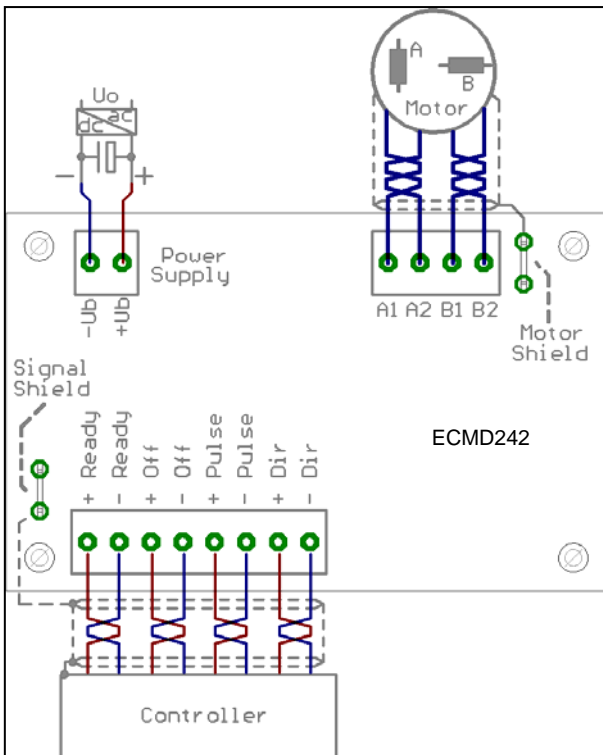 Uo
dc ac
- +
A
B
Motor
Power
Supply
-Ub
+Ub
A1 A2 B1 B2
Motor
Shield
Signal
Shield
ECMD242
+ Ready
- Ready
+ Off
- Off
+ Pulse
- Pulse
+ Dir
- Dir
Controller